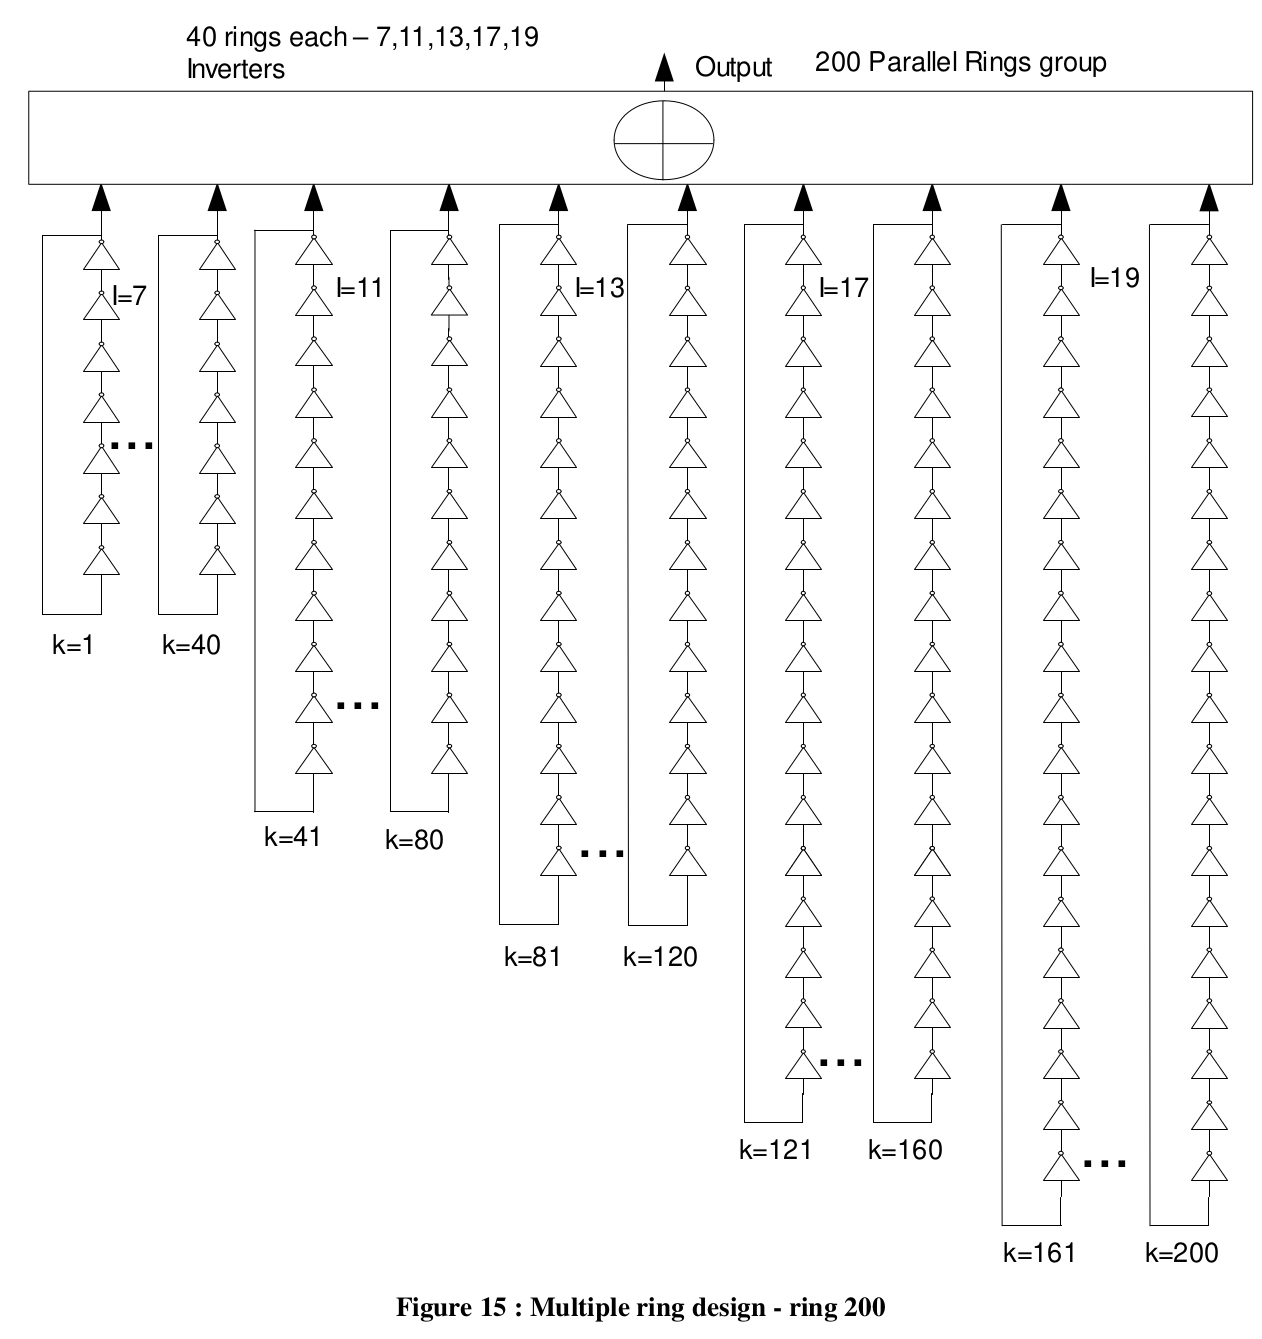 40 rings each – 7,11,13,17,19
Inverters
Output
200 Parallel Rings group
l=7
l=11
l=13
l=17
l=19
...
k=1
k=40
...
k=41
k=80
...
k=81
k=120
...
k=121
k=160
...
k=161
k=200
Figure 15 : Multiple ring design - ring 200